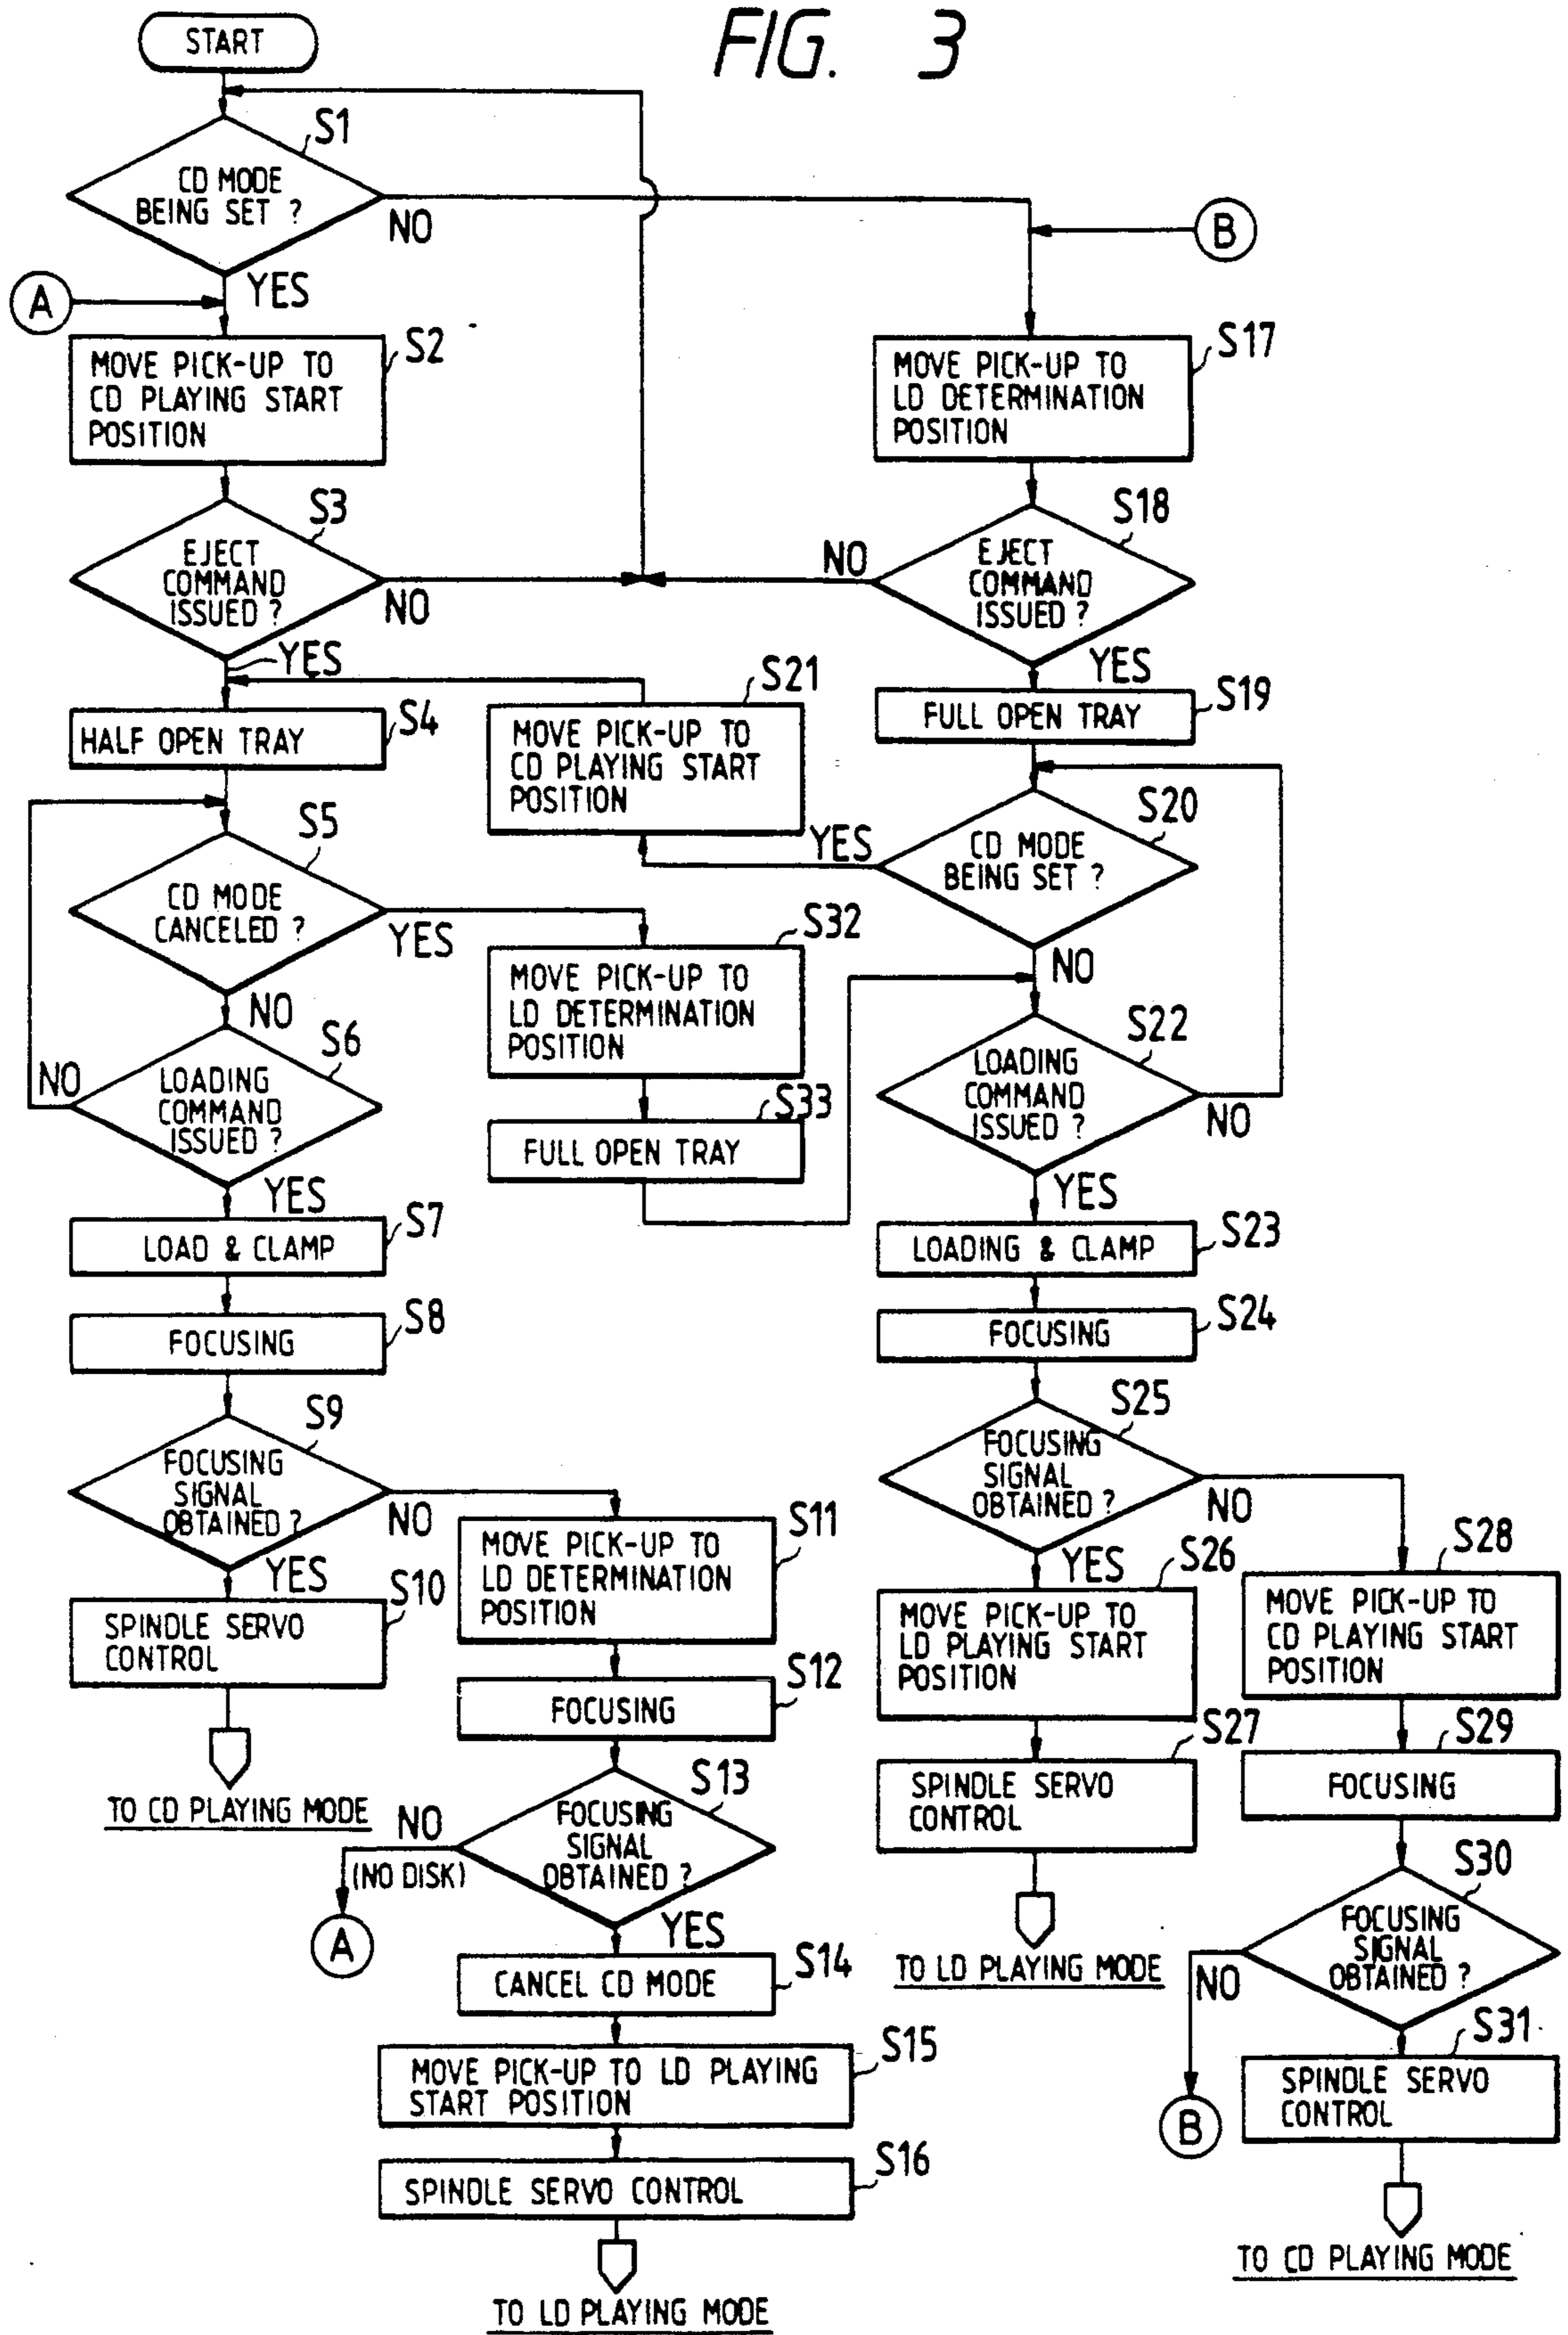 FIG. 3
START
S1
CD MODE
BEING SET ?
NO
YES
A
B
S2
MOVE PICK-UP TO
CD PLAYING START
POSITION
S17
MOVE PICK-UP TO
LD DETERMINATION
POSITION
S3
EJECT
COMMAND
ISSUED ?
NO
YES
S18
EJECT
COMMAND
ISSUED ?
NO
YES
S4
HALF OPEN TRAY
S21
MOVE PICK-UP TO
CD PLAYING START
POSITION
S19
FULL OPEN TRAY
S20
CD MODE
BEING SET ?
YES
NO
S5
CD MODE
CANCELED ?
YES
NO
S32
MOVE PICK-UP TO
LD DETERMINATION
POSITION
S33
FULL OPEN TRAY
S6
LOADING
COMMAND
ISSUED ?
NO
YES
S22
LOADING
COMMAND
ISSUED ?
NO
YES
S7
LOAD & CLAMP
S23
LOADING & CLAMP
S8
FOCUSING
S24
FOCUSING
S9
FOCUSING
SIGNAL
OBTAINED ?
NO
YES
S25
FOCUSING
SIGNAL
OBTAINED ?
NO
YES
S10
SPINDLE SERVO
CONTROL
TO CD PLAYING MODE
S11
MOVE PICK-UP TO
LD DETERMINATION
POSITION
S12
FOCUSING
S13
FOCUSING
SIGNAL
OBTAINED ?
NO
(NO DISK)
A
YES
S14
CANCEL CD MODE
S15
MOVE PICK-UP TO LD PLAYING
START POSITION
S16
SPINDLE SERVO CONTROL
TO LD PLAYING MODE
S26
MOVE PICK-UP TO
LD PLAYING START
POSITION
S27
SPINDLE SERVO
CONTROL
TO LD PLAYING MODE
S28
MOVE PICK-UP TO
CD PLAYING START
POSITION
S29
FOCUSING
S30
FOCUSING
SIGNAL
OBTAINED ?
NO
B
S31
SPINDLE SERVO
CONTROL
TO CD PLAYING MODE